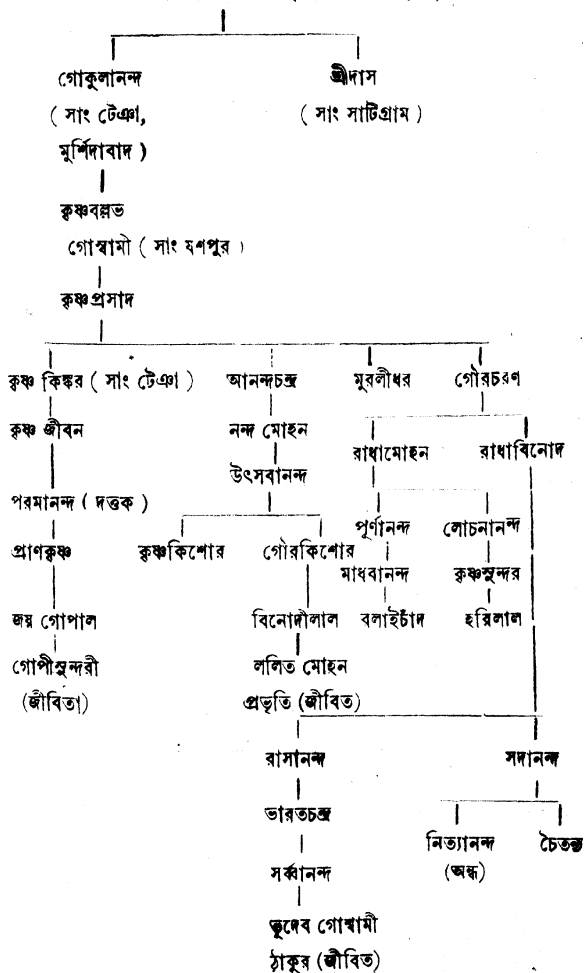 গোকুলানন্দ শ্রীদাস
( সাং টেঞা, ( সাং সাটিগ্রাম )
মুর্শিদাবাদ )
কৃষ্ণবল্লভ
গোস্বামী ( সাং যশপুর )
কৃষ্ণপ্রসাদ
কৃষ্ণ কিঙ্কর ( সাং টেঞা ) আনন্দচন্দ্র মুরলীধর গৌরচরণ
কৃষ্ণ জীবন নন্দ মোহন
রাধামোহন রাধাবিনোদ
উৎসবানন্দ
পরমানন্দ ( দত্তক )
পূর্ণানন্দ লোচনানন্দ
প্রাণকৃষ্ণ কৃষ্ণকিশোর গৌরকিশোর
মাধবানন্দ কৃষ্ণসুন্দর
জয় গোপাল বিনোদীলাল বলাইচাঁদ হরিলাল
গোপীসুন্দরী ললিত মোহন
(জীবিতা) প্রভৃতি (জীবিত)
রাসানন্দ সদানন্দ
ভারতচন্দ্র
নিত্যানন্দ চৈতন্য
(অন্ধ)
সর্ব্বানন্দ
ভূদেব গোস্বামী
ঠাকুর (জীবিত)